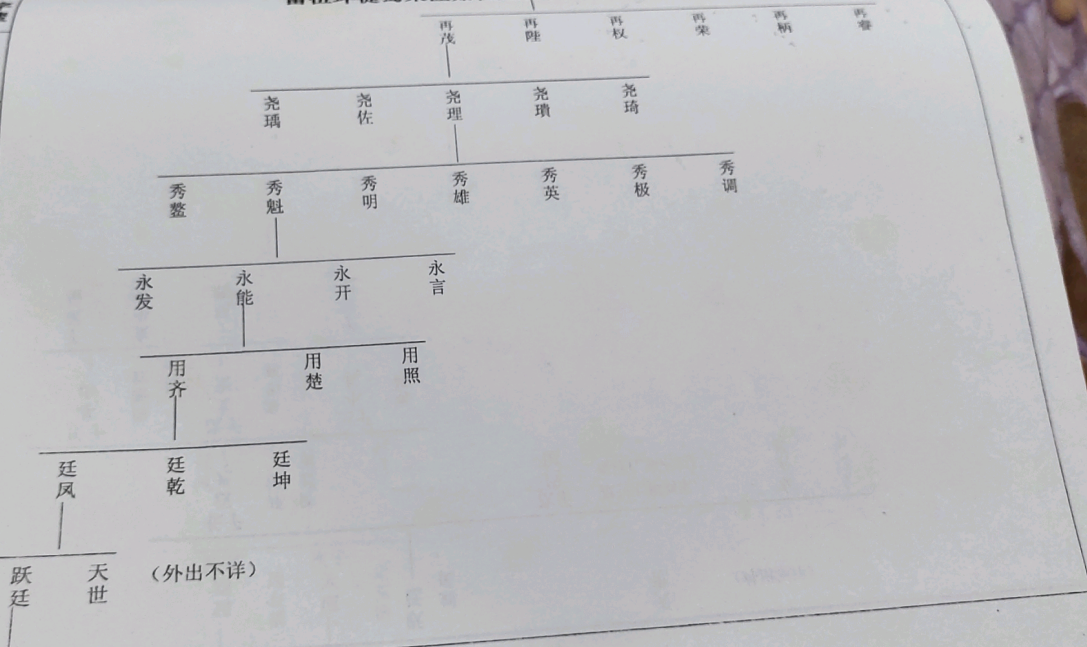 再茂 再陞 再权 再荣 再柄 再睿
尧瑀 尧佐 尧理 尧瓆 尧琦
秀鳌 秀魁 秀明 秀雄 秀英 秀极 秀调
永发 永能 永开 永言
用齐 用楚 用照
廷凤 廷乾 廷坤
跃廷 天世 （外出不详）